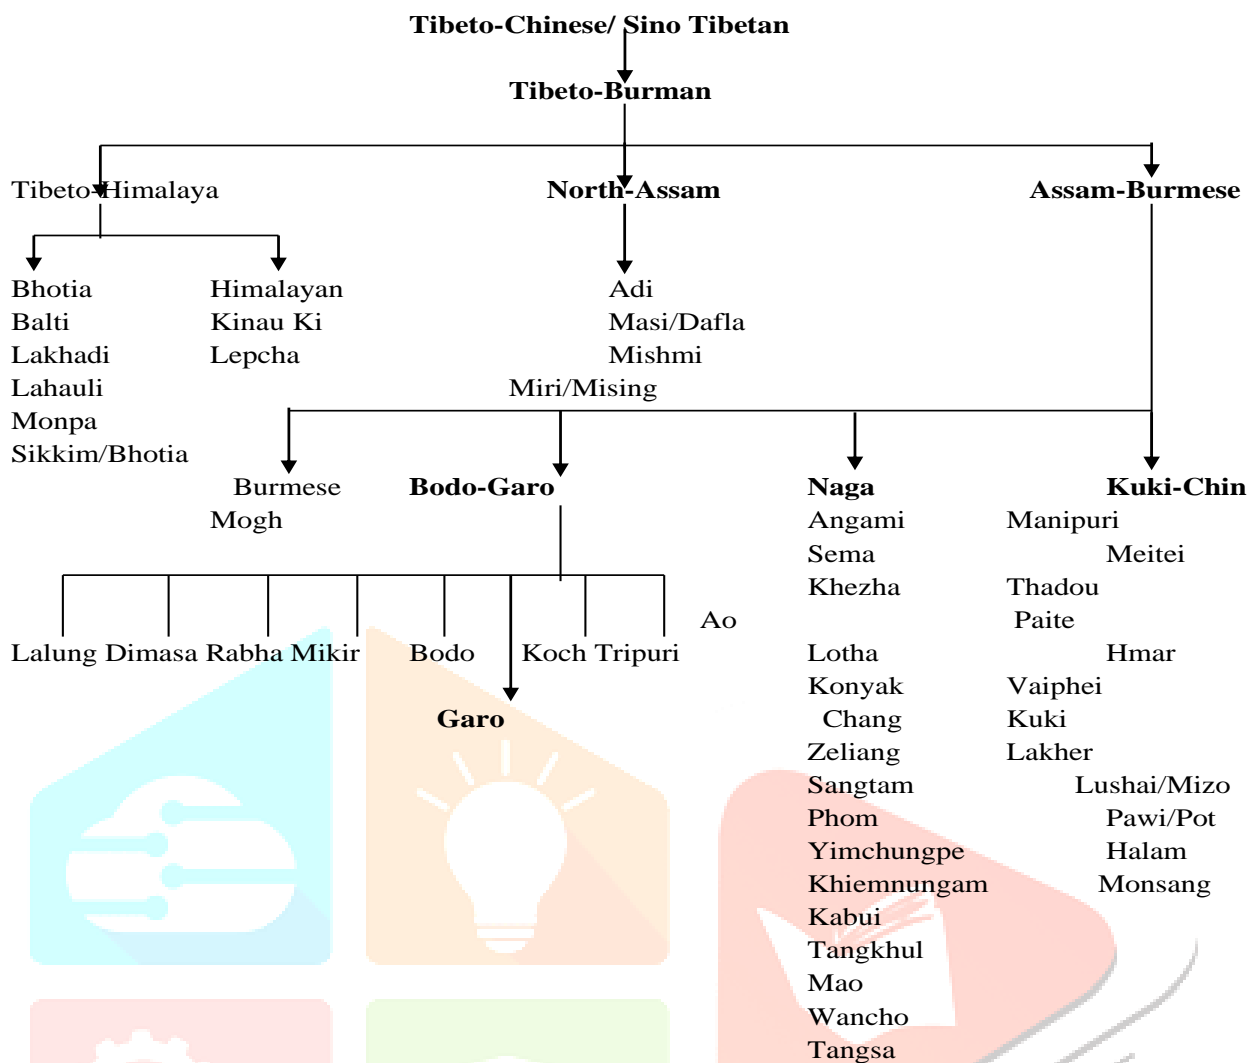 Tibeto-Chinese/ Sino Tibetan
Tibeto-Burman
Tibeto-Himalaya North-Assam Assam-Burmese
Bhotia Himalayan Adi
Balti Kinau Ki Masi/Dafla
Lakhadi Lepcha Mishmi
Lahauli Miri/Mising
Monpa
Sikkim/Bhotia
Burmese Bodo-Garo Naga Kuki-Chin
Mogh Angami Manipuri
Sema Meitei
Khezha Thadou
Ao Paite
Lalung Dimasa Rabha Mikir Bodo Koch Tripuri Lotha Hmar
Konyak Vaiphei
Garo Chang Kuki
Zeliang Lakher
Sangtam Lushai/Mizo
Phom Pawi/Pot
Yimchungpe Halam
Khiemnungam Monsang
Kabui
Tangkhul
Mao
Wancho
Tangsa